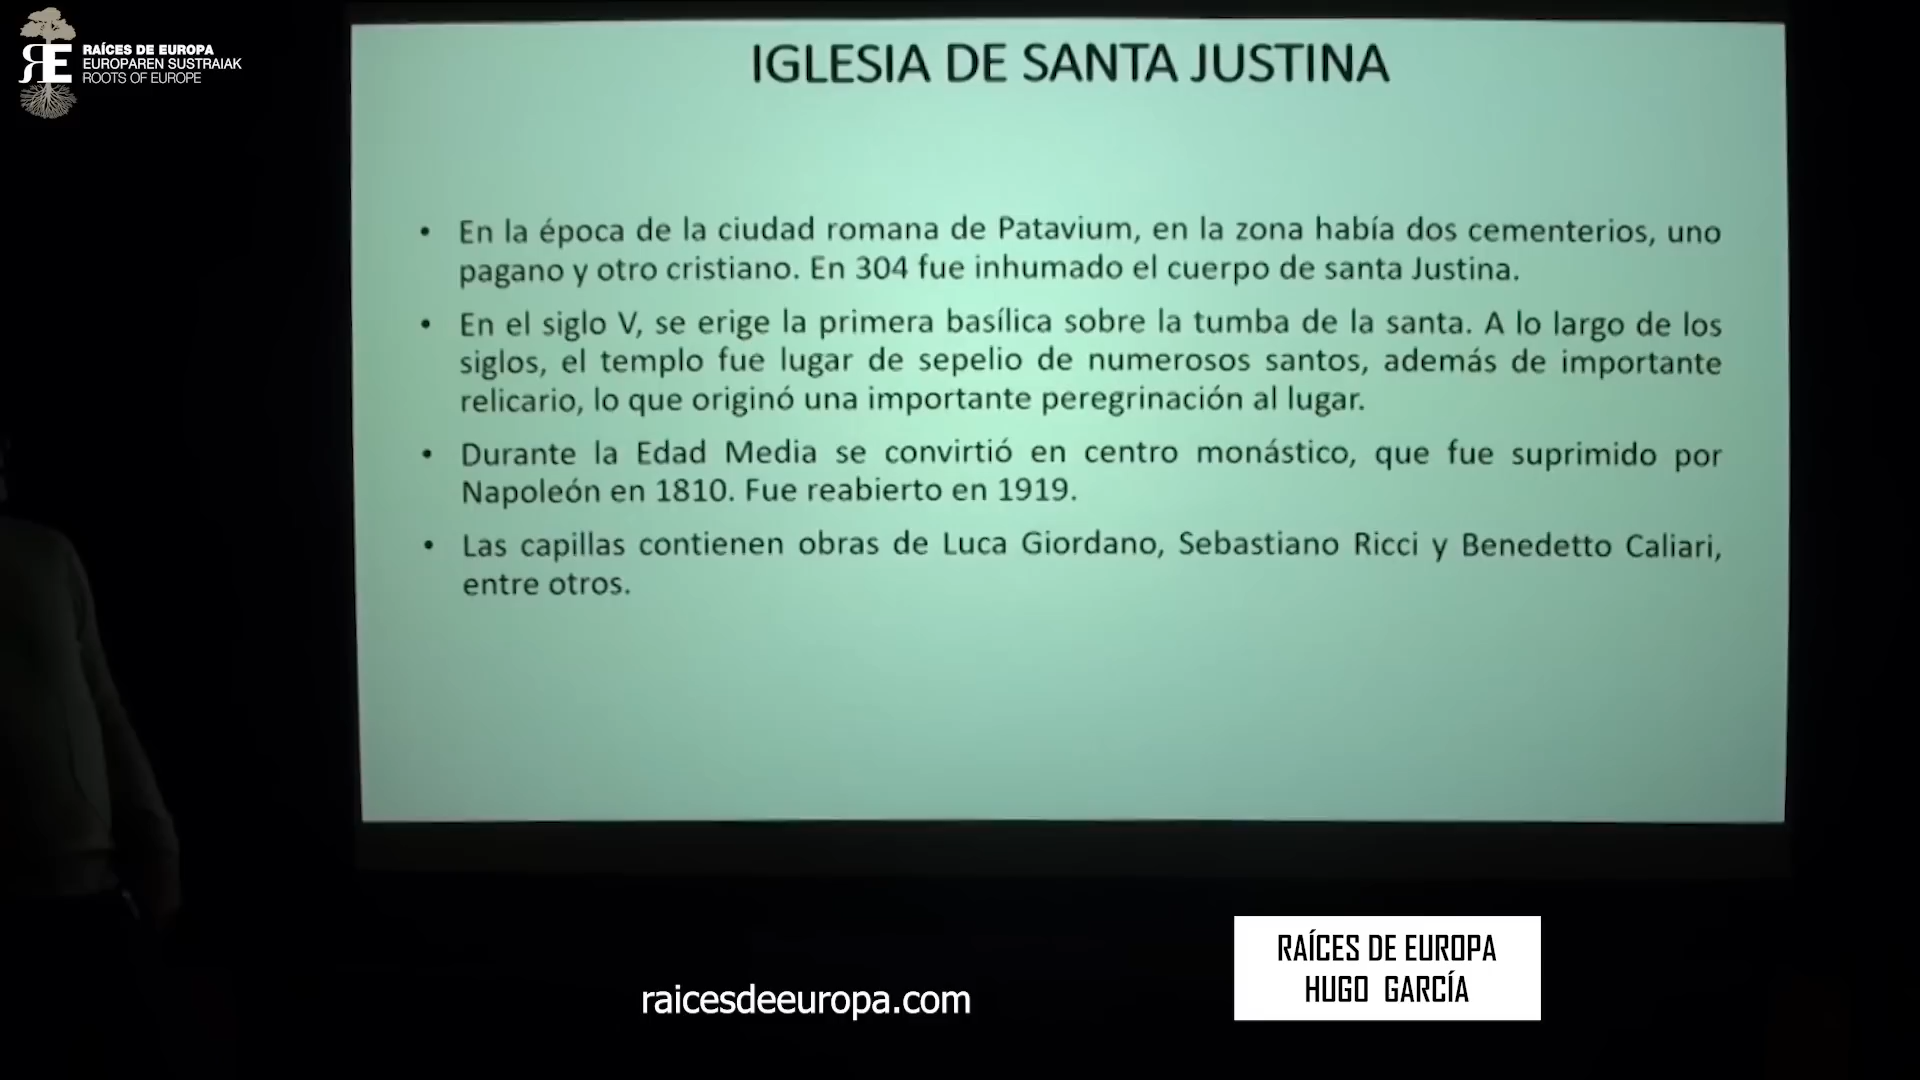 RAÍCES DE EUROPA
EUROPAREN SUSTRAIAK
ROOTS OF EUROPE
IGLESIA DE SANTA JUSTINA
• En la época de la ciudad romana de Patavium, en la zona había dos cementerios, uno
pagano y otro cristiano. En 304 fue inhumado el cuerpo de santa Justina.
• En el siglo V, se erige la primera basílica sobre la tumba de la santa. A lo largo de los
siglos, el templo fue lugar de sepelio de numerosos santos, además de importante
relicario, lo que originó una importante peregrinación al lugar.
• Durante la Edad Media se convirtió en centro monástico, que fue suprimido por
Napoleón en 1810. Fue reabierto en 1919.
• Las capillas contienen obras de Luca Giordano, Sebastiano Ricci y Benedetto Caliari,
entre otros.
RAÍCES DE EUROPA
HUGO GARCÍA
raicesdeeuropa.com